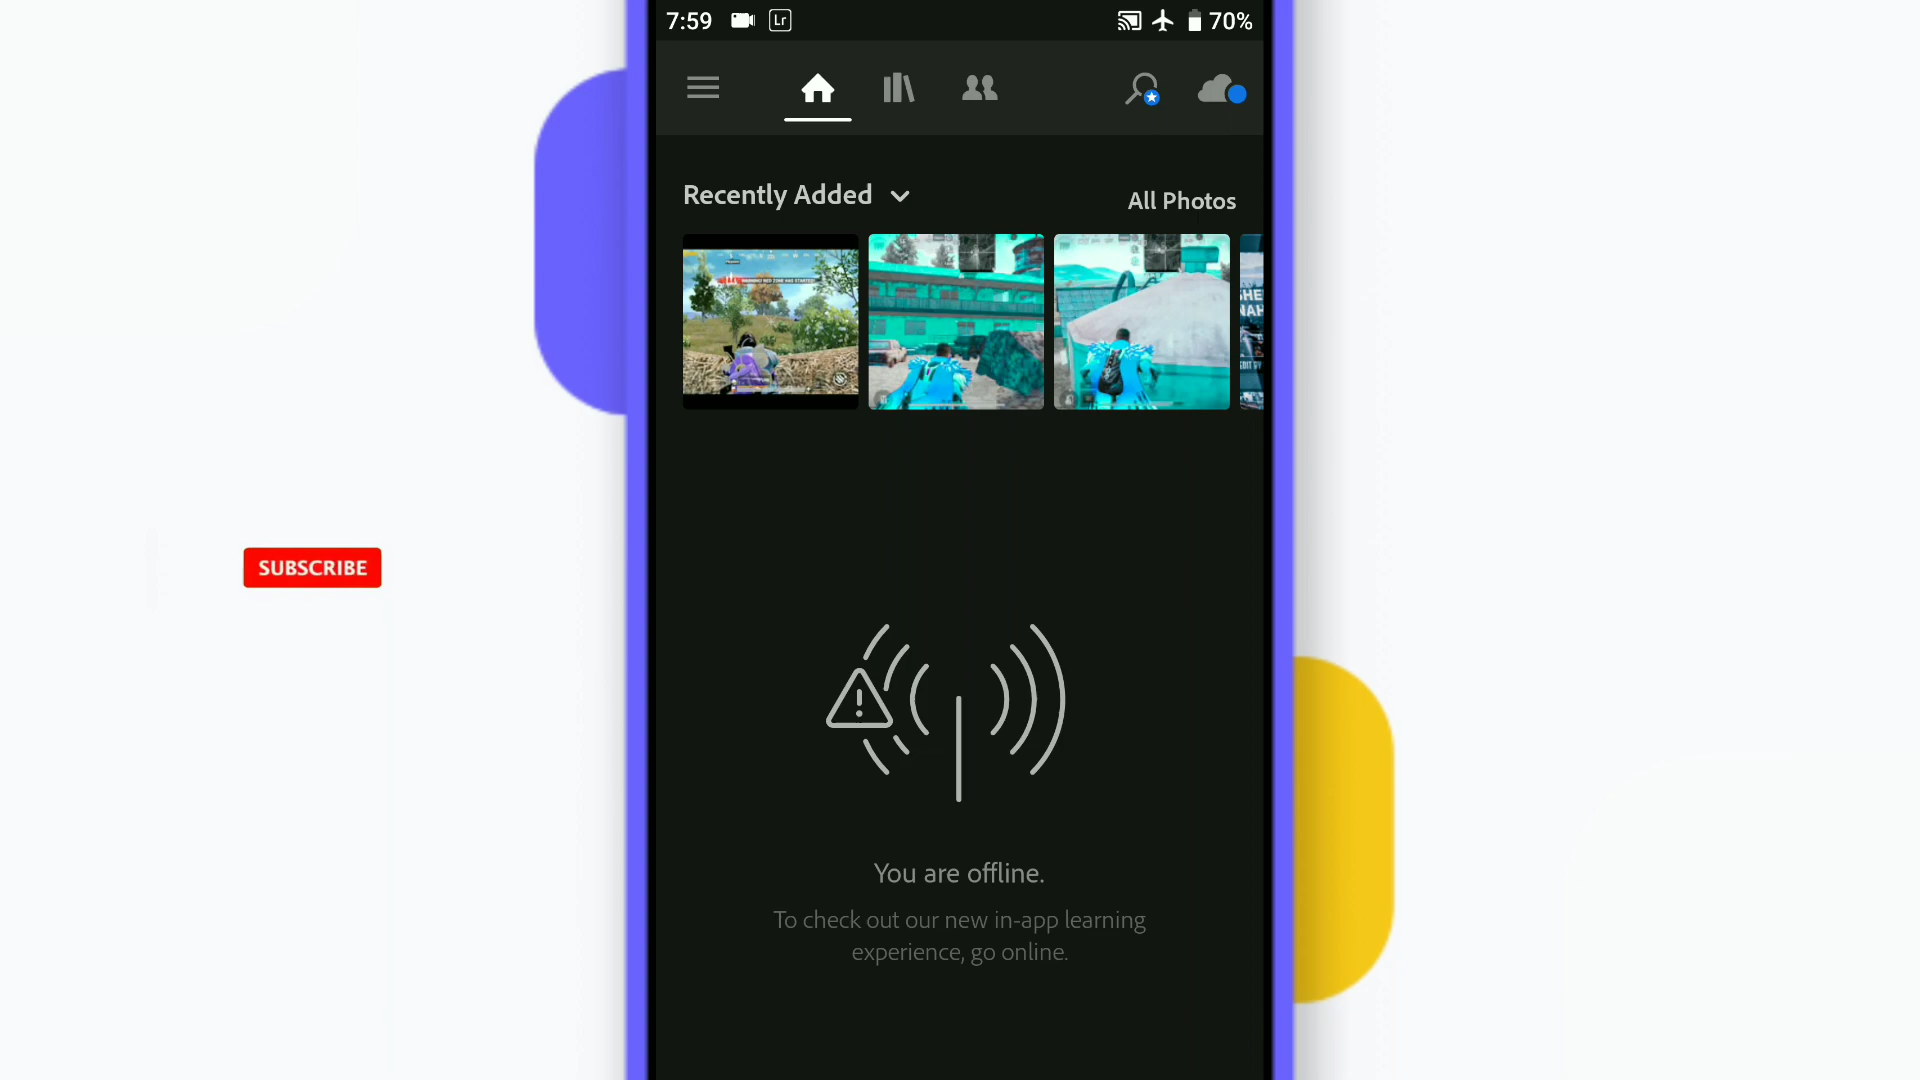 7:59 Lr 70%
Recently Added
All Photos
SUBSCRIBE
You are offline.
To check out our new in-app learning
experience, go online.